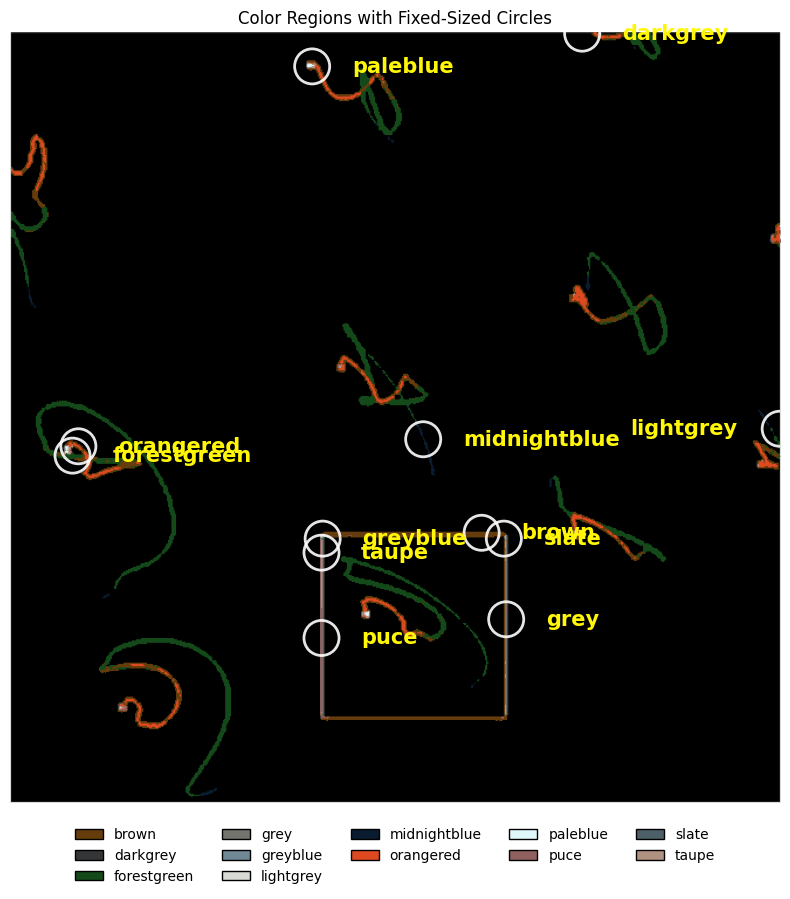 Color Regions with Fixed-Sized Circles
darkgrey
paleblue
midnightblue
lightgrey
orangered
forestgreen
brown
greyblue
slate
taupe
grey
puce
brown grey midnightblue paleblue slate
darkgrey greyblue orangered puce taupe
forestgreen lightgrey